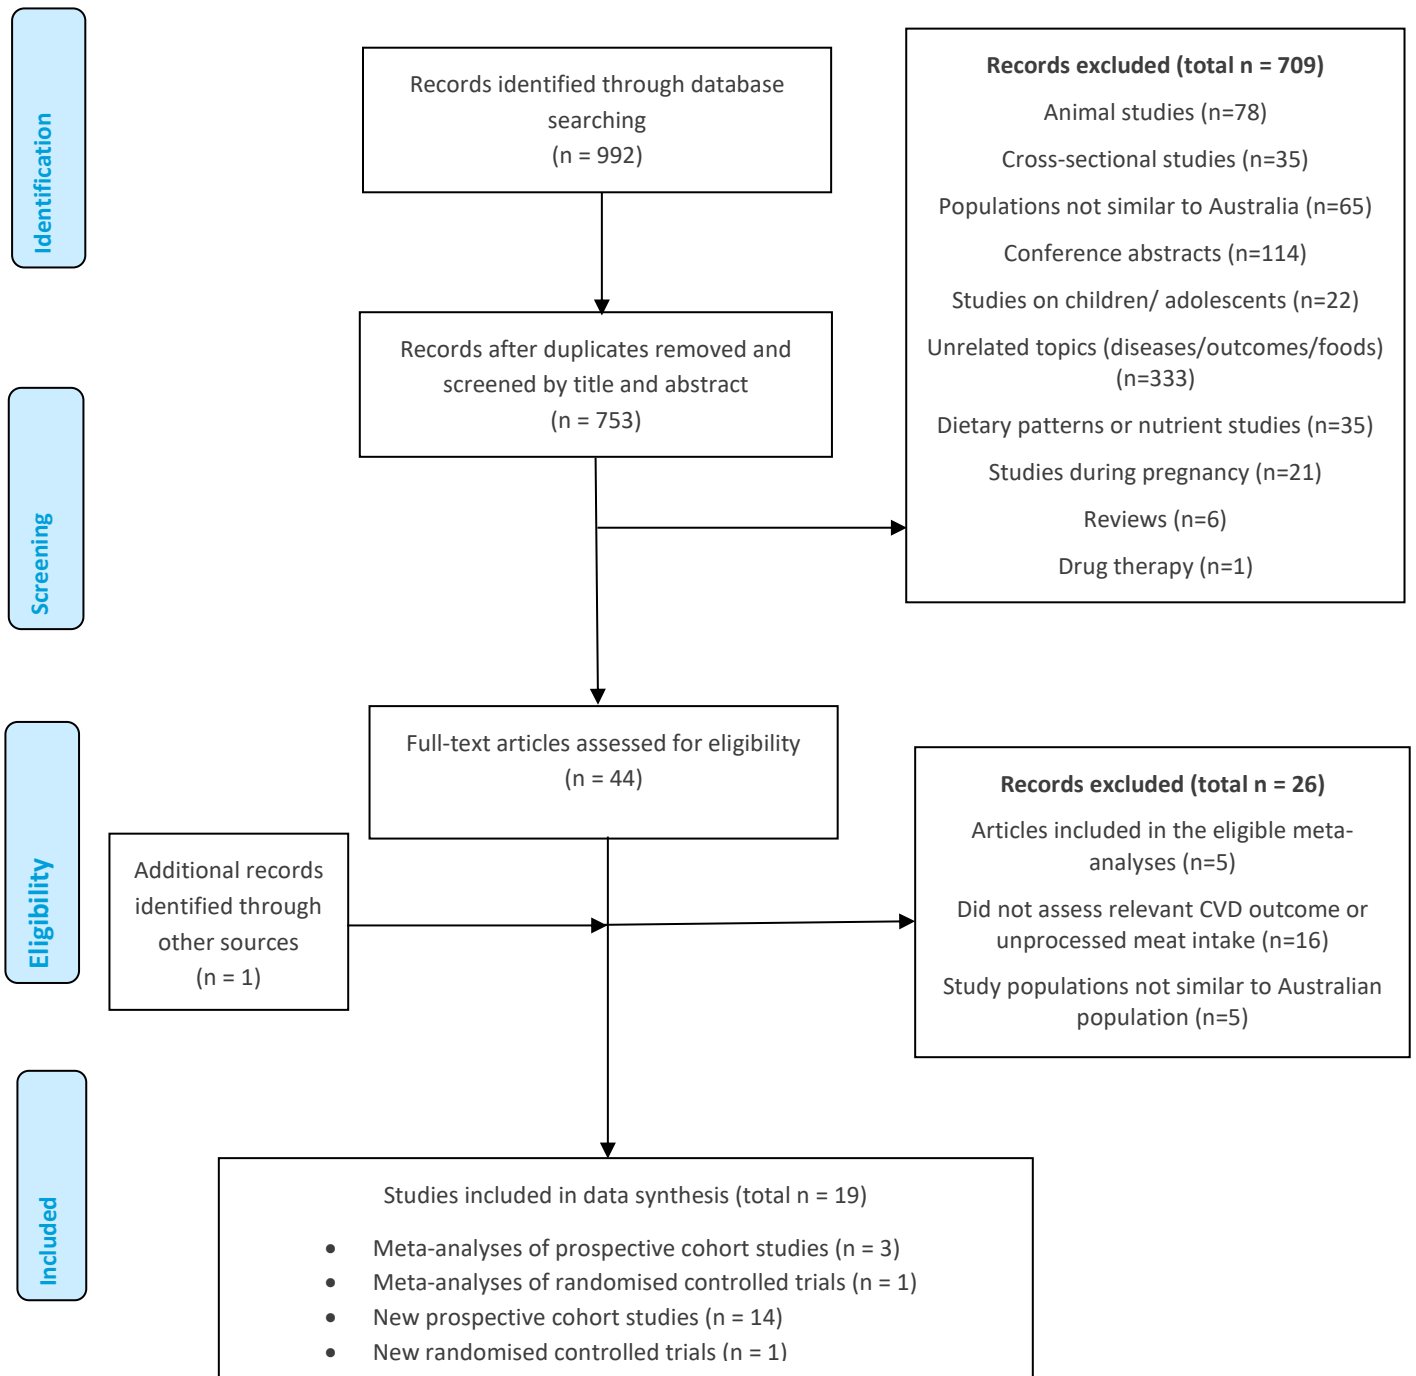 Identification
Records identified through database
searching
(n = 992)
Records excluded (total n = 709)
Animal studies (n=78)
Cross-sectional studies (n=35)
Populations not similar to Australia (n=65)
Conference abstracts (n=114)
Studies on children/ adolescents (n=22)
Unrelated topics (diseases/outcomes/foods)
(n=333)
Dietary patterns or nutrient studies (n=35)
Studies during pregnancy (n=21)
Reviews (n=6)
Drug therapy (n=1)
Records after duplicates removed and
screened by title and abstract
(n = 753)
Screening
Full-text articles assessed for eligibility
(n = 44)
Eligibility
Additional records
identified through
other sources
(n = 1)
Records excluded (total n = 26)
Articles included in the eligible meta-
analyses (n=5)
Did not assess relevant CVD outcome or
unprocessed meat intake (n=16)
Study populations not similar to Australian
population (n=5)
Included
Studies included in data synthesis (total n = 19)
• Meta-analyses of prospective cohort studies (n = 3)
• Meta-analyses of randomised controlled trials (n = 1)
• New prospective cohort studies (n = 14)
• New randomised controlled trials (n = 1)